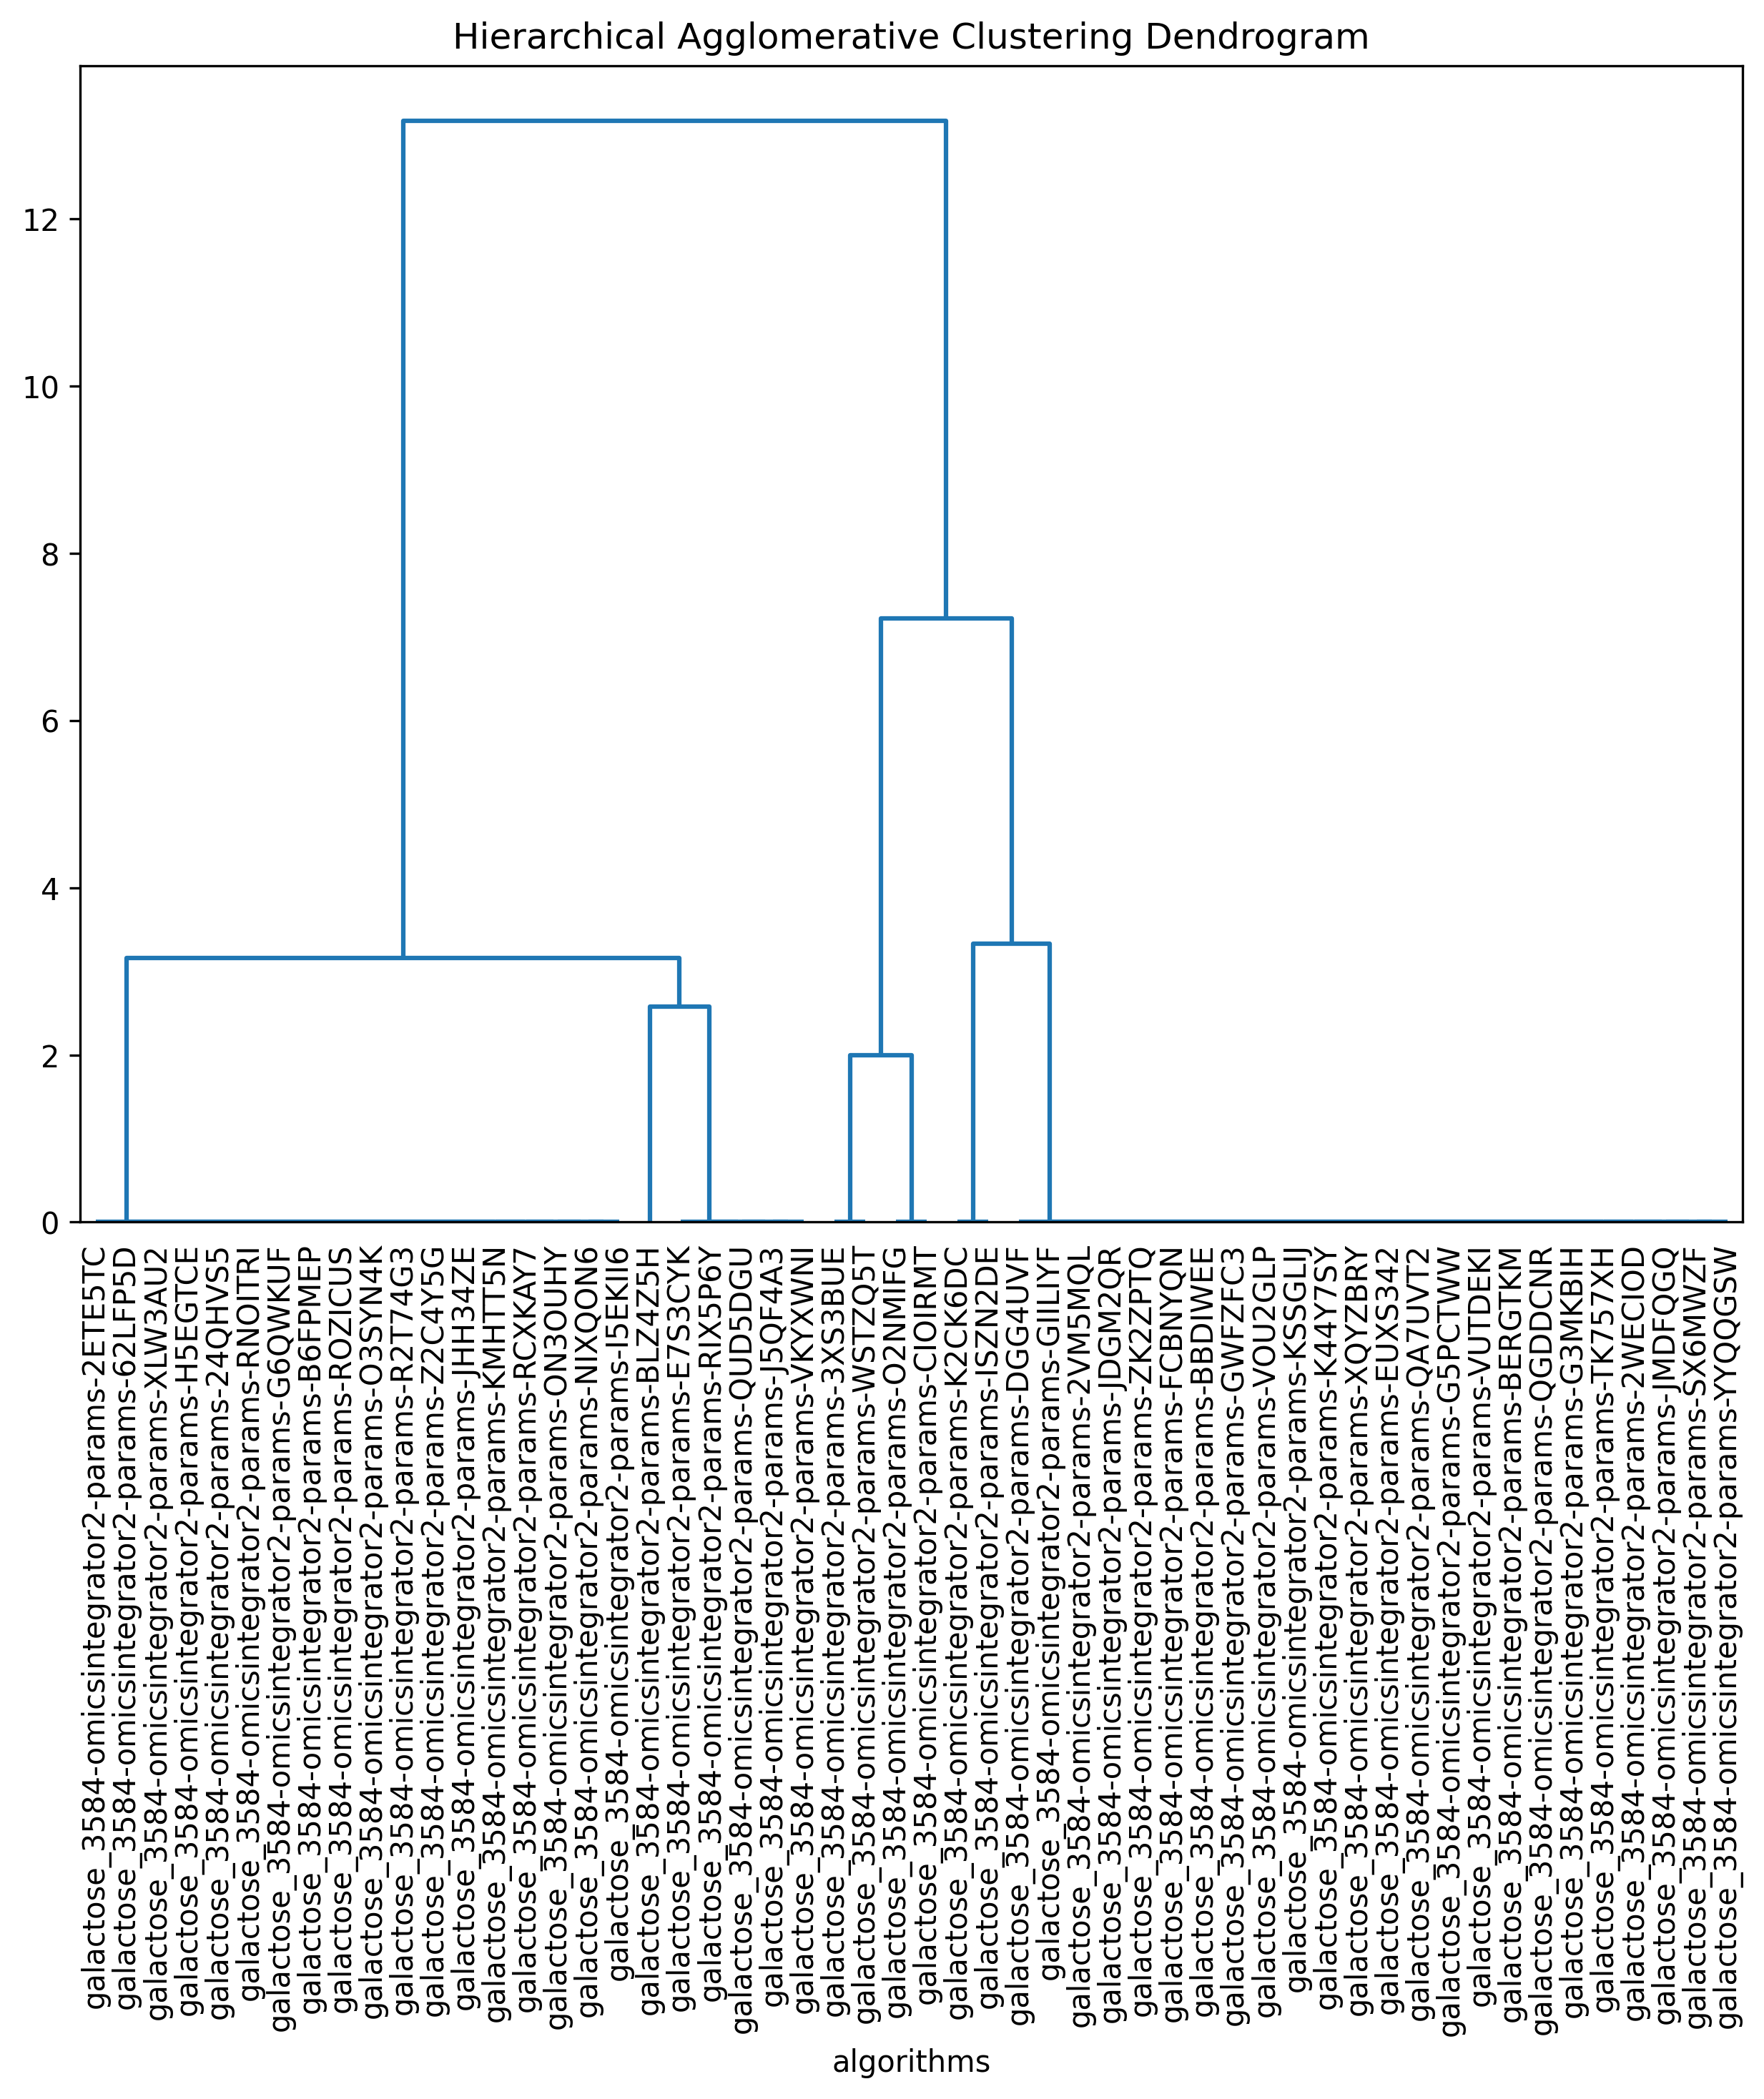 Hierarchical Agglomerative Clustering Dendrogram
12
10
8
6
4
2
0
galactose_3584-omicsintegrator2-params-2ETE5TC
galactose_3584-omicsintegrator2-params-62LFP5D
galactose_3584-omicsintegrator2-params-XLW3AU2
galactose_3584-omicsintegrator2-params-H5EGTCE
galactose_3584-omicsintegrator2-params-24QHVS5
galactose_3584-omicsintegrator2-params-RNOITRI
galactose_3584-omicsintegrator2-params-G6QWKUF
galactose_3584-omicsintegrator2-params-B6FPMEP
galactose_3584-omicsintegrator2-params-ROZICUS
galactose_3584-omicsintegrator2-params-O3SYN4K
galactose_3584-omicsintegrator2-params-R2T74G3
galactose_3584-omicsintegrator2-params-Z2C4Y5G
galactose_3584-omicsintegrator2-params-JHH34ZE
galactose_3584-omicsintegrator2-params-KMHTT5N
galactose_3584-omicsintegrator2-params-RCXKAY7
galactose_3584-omicsintegrator2-params-ON3OUHY
galactose_3584-omicsintegrator2-params-NIXQON6
galactose_3584-omicsintegrator2-params-I5EKII6
galactose_3584-omicsintegrator2-params-BLZ4Z5H
galactose_3584-omicsintegrator2-params-E7S3CYK
galactose_3584-omicsintegrator2-params-RIX5P6Y
galactose_3584-omicsintegrator2-params-QUD5DGU
galactose_3584-omicsintegrator2-params-J5QF4A3
galactose_3584-omicsintegrator2-params-VKYXWNI
galactose_3584-omicsintegrator2-params-3XS3BUE
galactose_3584-omicsintegrator2-params-WSTZQ5T
galactose_3584-omicsintegrator2-params-O2NMIFG
galactose_3584-omicsintegrator2-params-CIOIRMT
galactose_3584-omicsintegrator2-params-K2CK6DC
galactose_3584-omicsintegrator2-params-ISZN2DE
galactose_3584-omicsintegrator2-params-DGG4UVF
galactose_3584-omicsintegrator2-params-GIILIYF
galactose_3584-omicsintegrator2-params-2VM5MQL
galactose_3584-omicsintegrator2-params-JDGM2QR
galactose_3584-omicsintegrator2-params-ZK2ZPTQ
galactose_3584-omicsintegrator2-params-FCBNYQN
galactose_3584-omicsintegrator2-params-BBDIWEE
galactose_3584-omicsintegrator2-params-GWFZFC3
galactose_3584-omicsintegrator2-params-VOU2GLP
galactose_3584-omicsintegrator2-params-KSSGLIJ
galactose_3584-omicsintegrator2-params-K44Y7SY
galactose_3584-omicsintegrator2-params-XQYZBRY
galactose_3584-omicsintegrator2-params-EUXS342
galactose_3584-omicsintegrator2-params-QA7UVT2
galactose_3584-omicsintegrator2-params-G5PCTWW
galactose_3584-omicsintegrator2-params-VUTDEKI
galactose_3584-omicsintegrator2-params-BERGTKM
galactose_3584-omicsintegrator2-params-QGDDCNR
galactose_3584-omicsintegrator2-params-G3MKBIH
galactose_3584-omicsintegrator2-params-TK757XH
galactose_3584-omicsintegrator2-params-2WECIOD
galactose_3584-omicsintegrator2-params-JMDFQGQ
galactose_3584-omicsintegrator2-params-SX6MWZF
galactose_3584-omicsintegrator2-params-YYQQGSW
algorithms